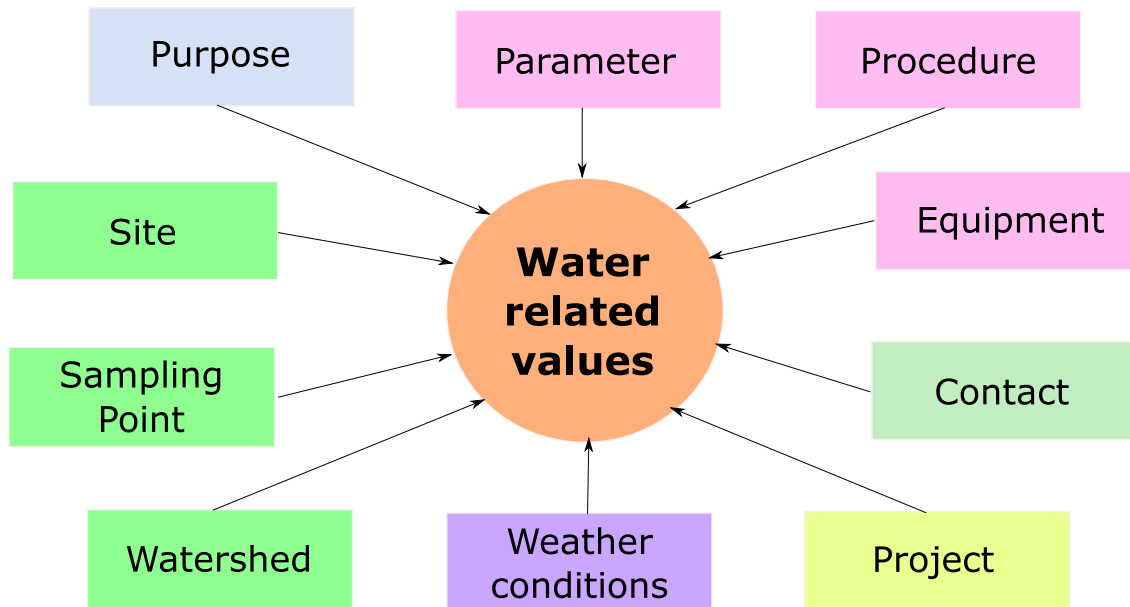 Purpose
Parameter
Procedure
Site
Equipment
Water
related
values
Sampling
Point
Contact
Watershed
Weather
conditions
Project